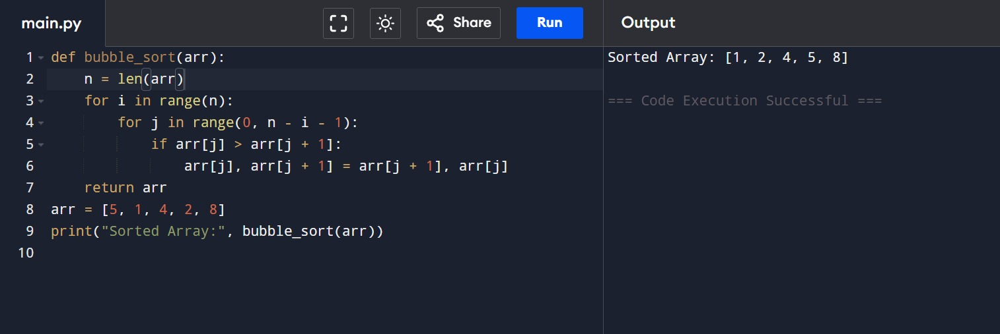 main.py
Share
Run
Output
1 def bubble_sort(arr):
2     n = len(arr)
3     for i in range(n):
4         for j in range(0, n - i - 1):
5             if arr[j] > arr[j + 1]:
6                 arr[j], arr[j + 1] = arr[j + 1], arr[j]
7     return arr
8 arr = [5, 1, 4, 2, 8]
9 print("Sorted Array:", bubble_sort(arr))
10
Sorted Array: [1, 2, 4, 5, 8]
=== Code Execution Successful ===